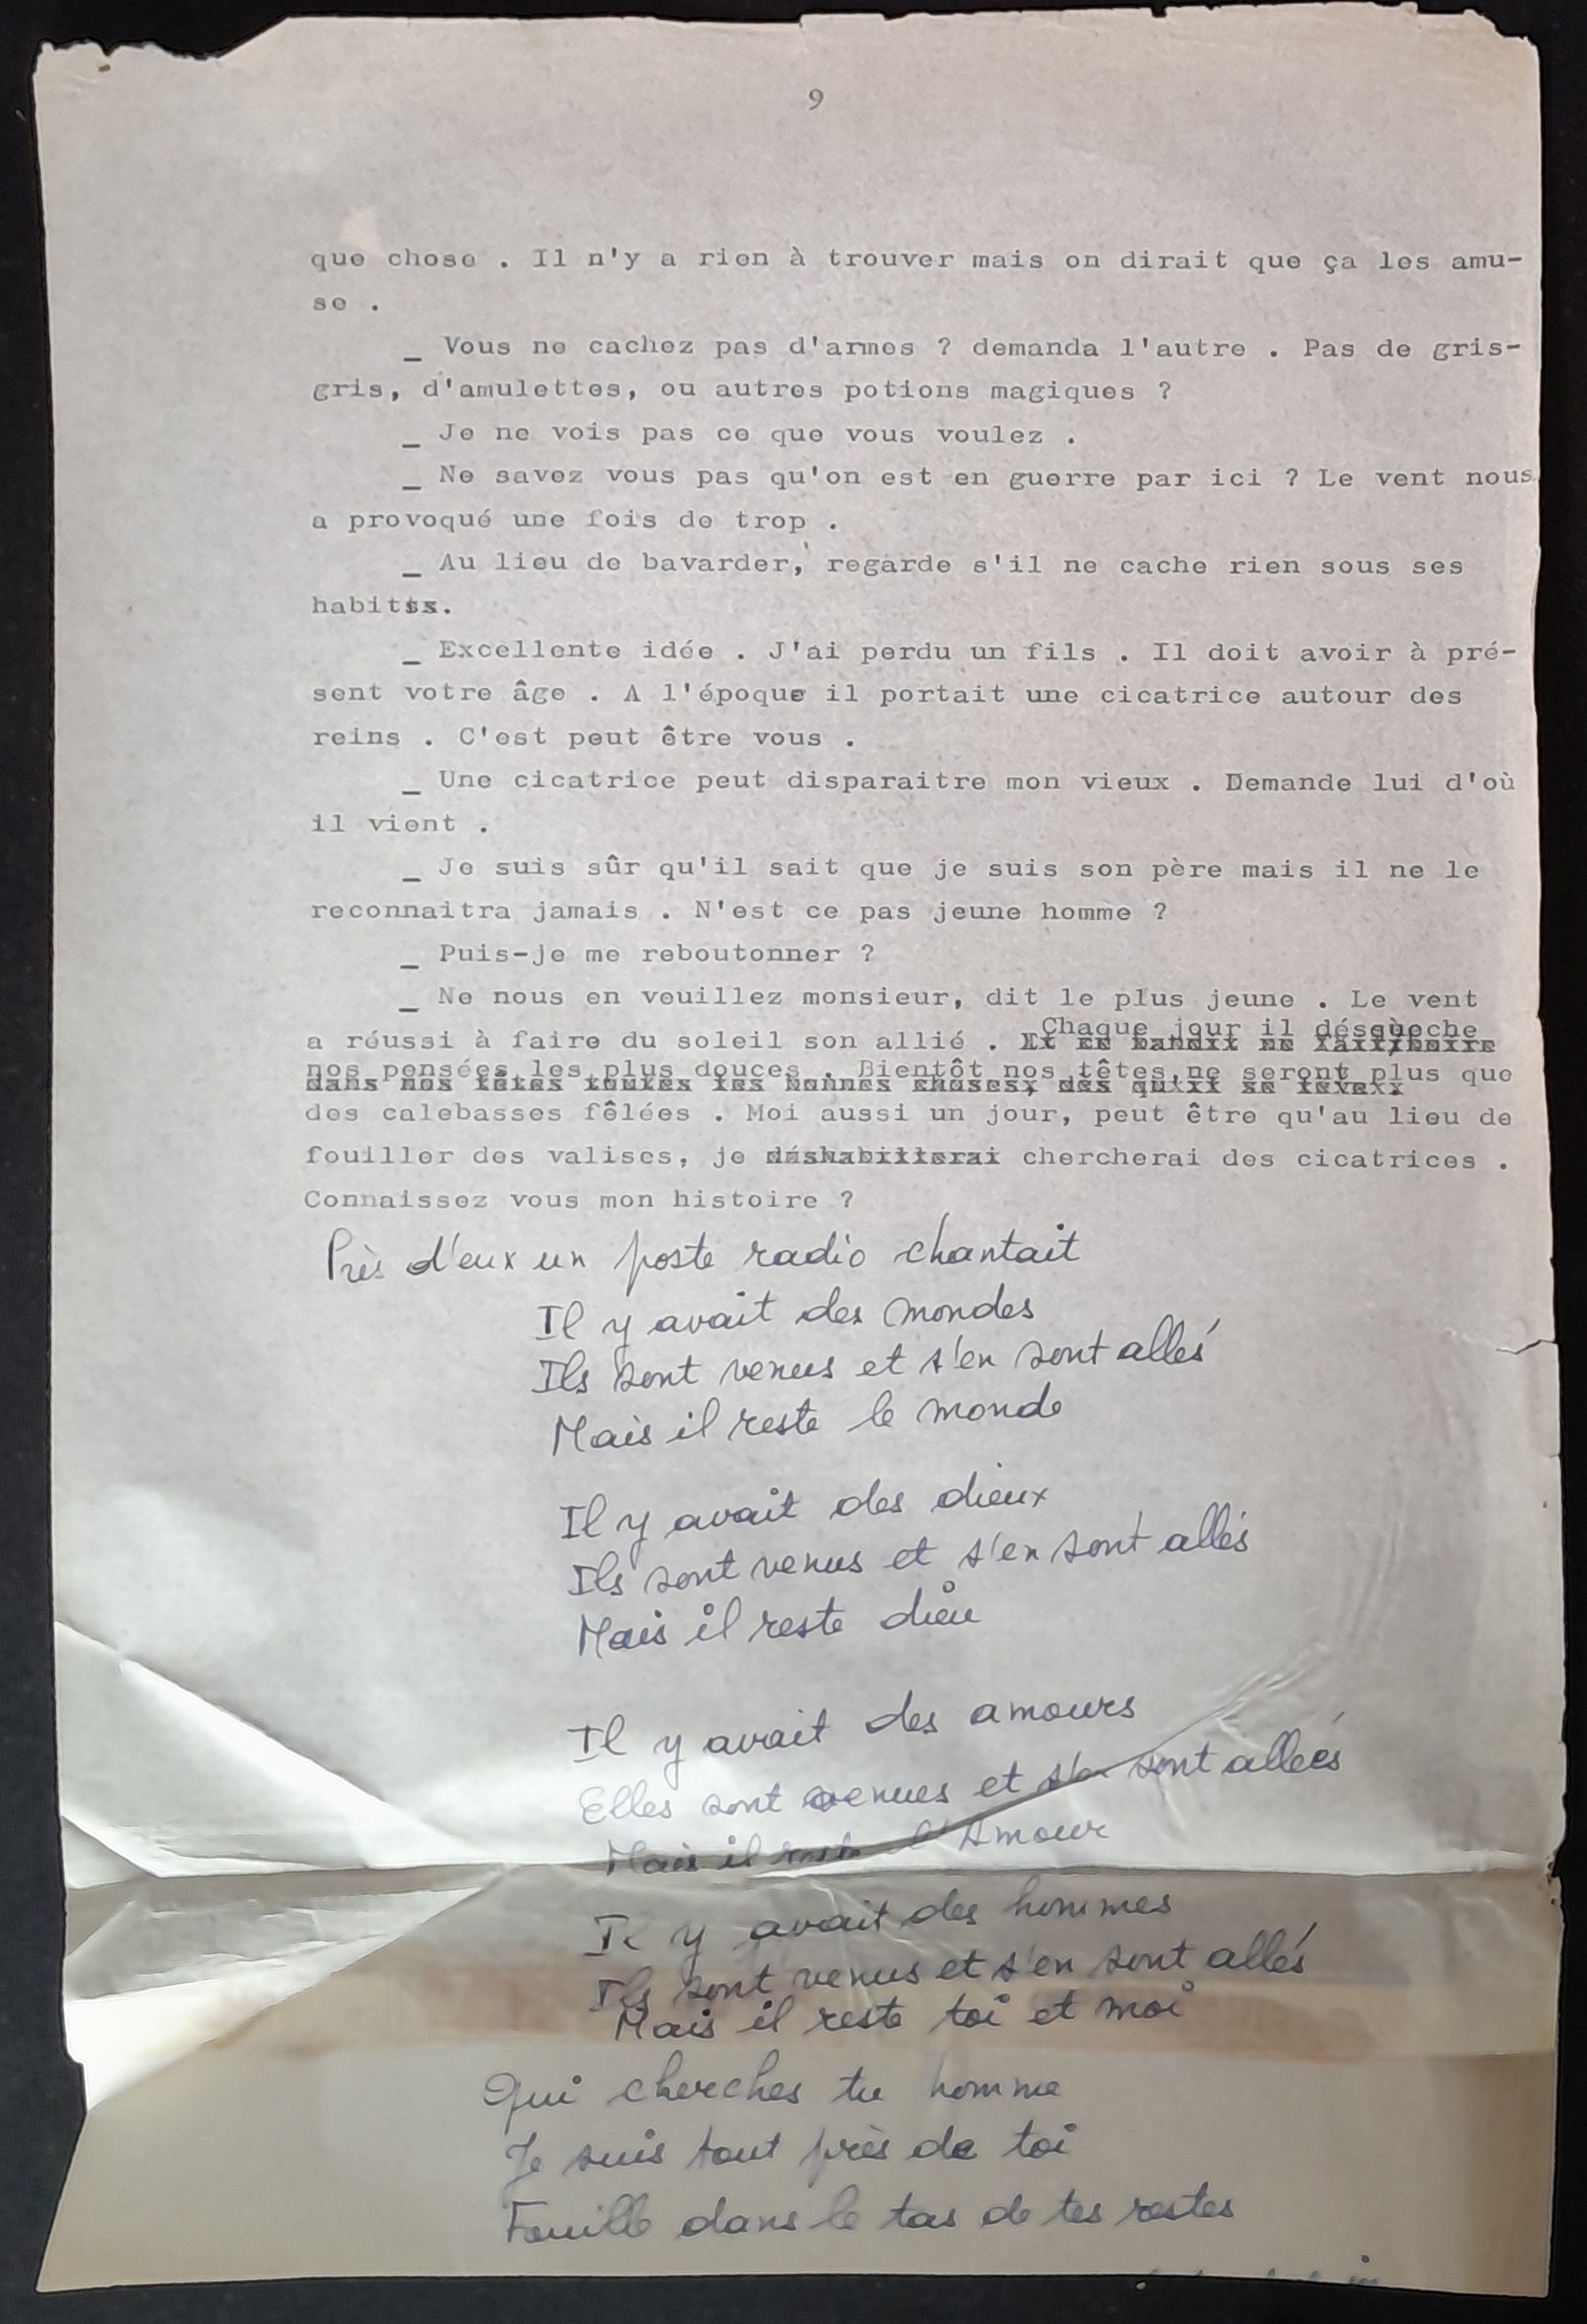 9
que chose . Il n'y a rien à trouver mais on dirait que ça les amu-
se .
_ Vous ne cachez pas d'armes ? demanda l'autre . Pas de gris-
gris, d'amulettes, ou autres potions magiques ?
_ Je ne vois pas ce que vous voulez .
_ Ne savez vous pas qu'on est en guerre par ici ? Le vent nous
a provoqué une fois de trop .
_ Au lieu de bavarder, regarde s'il ne cache rien sous ses
habits.
_ Excellente idée . J'ai perdu un fils . Il doit avoir à pré-
sent votre âge . A l'époque il portait une cicatrice autour des
reins . C'est peut être vous .
_ Une cicatrice peut disparaitre mon vieux . Demande lui d'où
il vient .
_ Je suis sûr qu'il sait que je suis son père mais il ne le
reconnaitra jamais . N'est ce pas jeune homme ?
_ Puis-je me reboutonner ?
_ Ne nous en veuillez monsieur, dit le plus jeune . Le vent
a réussi à faire du soleil son allié . Chaque jour il
nos pensées les plus douces . Bientôt nos têtes ne seront plus que
des calebasses fêlées . Moi aussi un jour, peut être qu'au lieu de
fouiller des valises, je déshabillerai chercherai des cicatrices .
Connaissez vous mon histoire ?
Près d'eux un poste radio chantait
Il y avait des mondes
Ils sont venus et s'en sont allés
Mais il reste le monde
Il y avait des dieux
Ils sont venus et s'en sont allés
Mais il reste dieu
Il y avait des amours
Elles sont venues et s'en sont allées
Mais il reste l'Amour
Il y avait des hommes
Ils sont venus et s'en sont allés
Mais il reste toi et moi
Qui cherches tu homme
Je suis tout près de toi
Fouille dans le tas de tes restes